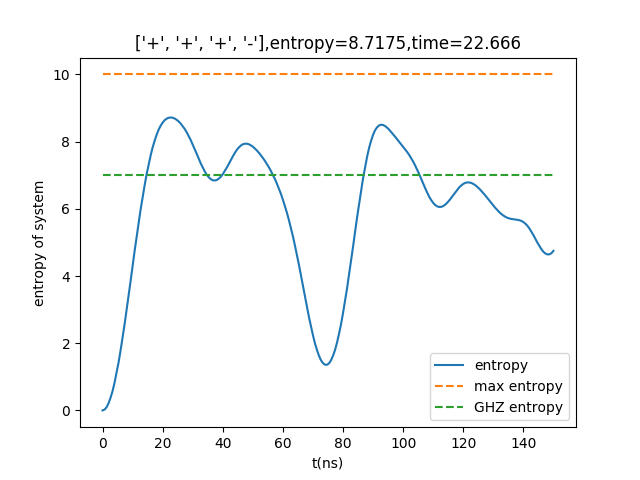 ['+', '+', '+', '-'],entropy=8.7175,time=22.666
entropy of system
10
8
6
4
2
0
0 20 40 60 80 100 120 140
t(ns)
entropy
max entropy
GHZ entropy